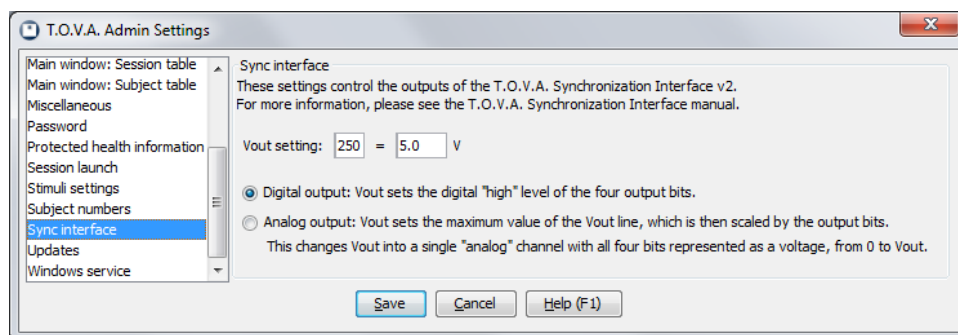 T.O.V.A. Admin Settings
Main window: Session table
Main window: Subject table
Miscellaneous
Password
Protected health information
Session launch
Stimuli settings
Subject numbers
Sync interface
Updates
Windows service
Sync interface
These settings control the outputs of the T.O.V.A. Synchronization Interface v2.
For more information, please see the T.O.V.A. Synchronization Interface manual.
Vout setting: 250 = 5.0 V
Digital output: Vout sets the digital "high" level of the four output bits.
Analog output: Vout sets the maximum value of the Vout line, which is then scaled by the output bits.
This changes Vout into a single "analog" channel with all four bits represented as a voltage, from 0 to Vout.
Save Cancel Help (F1)